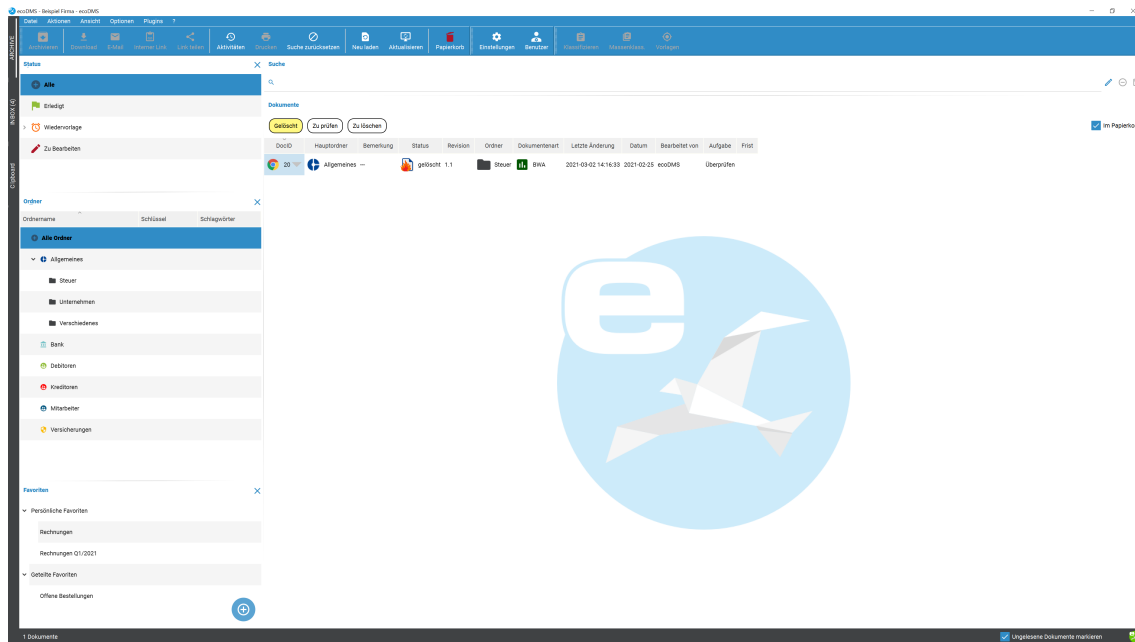 ecoDMS - Beispiel Firma - ecoDMS
Datei Aktionen Ansicht Optionen Plugins ?
Archivieren Download E-Mail Interner Link Link teilen Aktivitäten Drucken Suche zurücksetzen Neu laden Aktualisieren Papierkorb Einstellungen Benutzer Klassifizieren Massenklass. Vorlagen
ARCHIVE
INBOX (4)
Clipboard
Status
Alle
Erledigt
Wiedervorlage
Zu Bearbeiten
Ordner
Ordnername Schlüssel Schlagwörter
Alle Ordner
Allgemeines
Steuer
Unternehmen
Verschiedenes
Bank
Debitoren
Kreditoren
Mitarbeiter
Versicherungen
Favoriten
Persönliche Favoriten
Rechnungen
Rechnungen Q1/2021
Geteilte Favoriten
Offene Bestellungen
Suche
Dokumente
Gelöscht Zu prüfen Zu löschen
Im Papierko
DocID Hauptordner Bemerkung Status Revision Ordner Dokumentenart Letzte Änderung Datum Bearbeitet von Aufgabe Frist
20 Allgemeines — gelöscht 1.1 Steuer BWA 2021-03-02 14:16:33 2021-02-25 ecoDMS Überprüfen
e
1 Dokumente
Ungelesene Dokumente markieren